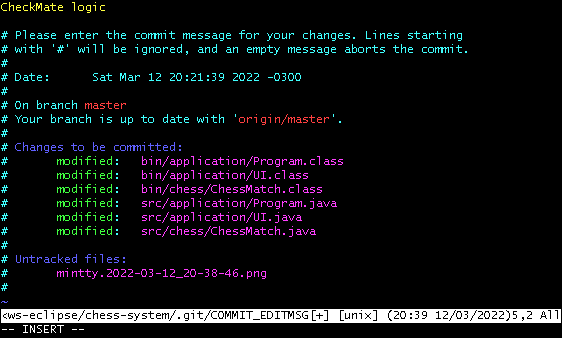 CheckMate logic
# Please enter the commit message for your changes. Lines starting
# with '#' will be ignored, and an empty message aborts the commit.
#
# Date:      Sat Mar 12 20:21:39 2022 -0300
#
# On branch master
# Your branch is up to date with 'origin/master'.
#
# Changes to be committed:
#       modified:   bin/application/Program.class
#       modified:   bin/application/UI.class
#       modified:   bin/chess/ChessMatch.class
#       modified:   src/application/Program.java
#       modified:   src/application/UI.java
#       modified:   src/chess/ChessMatch.java
#
# Untracked files:
#       mintty.2022-03-12_20-38-46.png
#
~
<ws-eclipse/chess-system/.git/COMMIT_EDITMSG[+] [unix] (20:39 12/03/2022)5,2 All
-- INSERT --